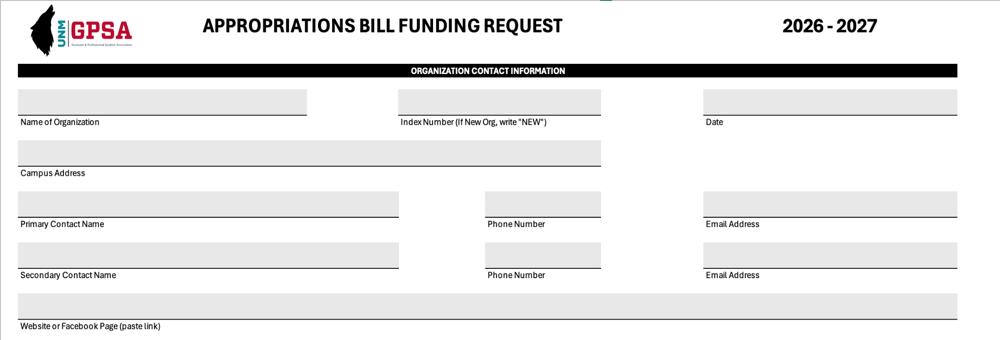 UNM GPSA
Graduate & Professional Student Association
APPROPRIATIONS BILL FUNDING REQUEST 2026 - 2027
ORGANIZATION CONTACT INFORMATION
Name of Organization Index Number (If New Org, write "NEW") Date
Campus Address
Primary Contact Name Phone Number Email Address
Secondary Contact Name Phone Number Email Address
Website or Facebook Page (paste link)